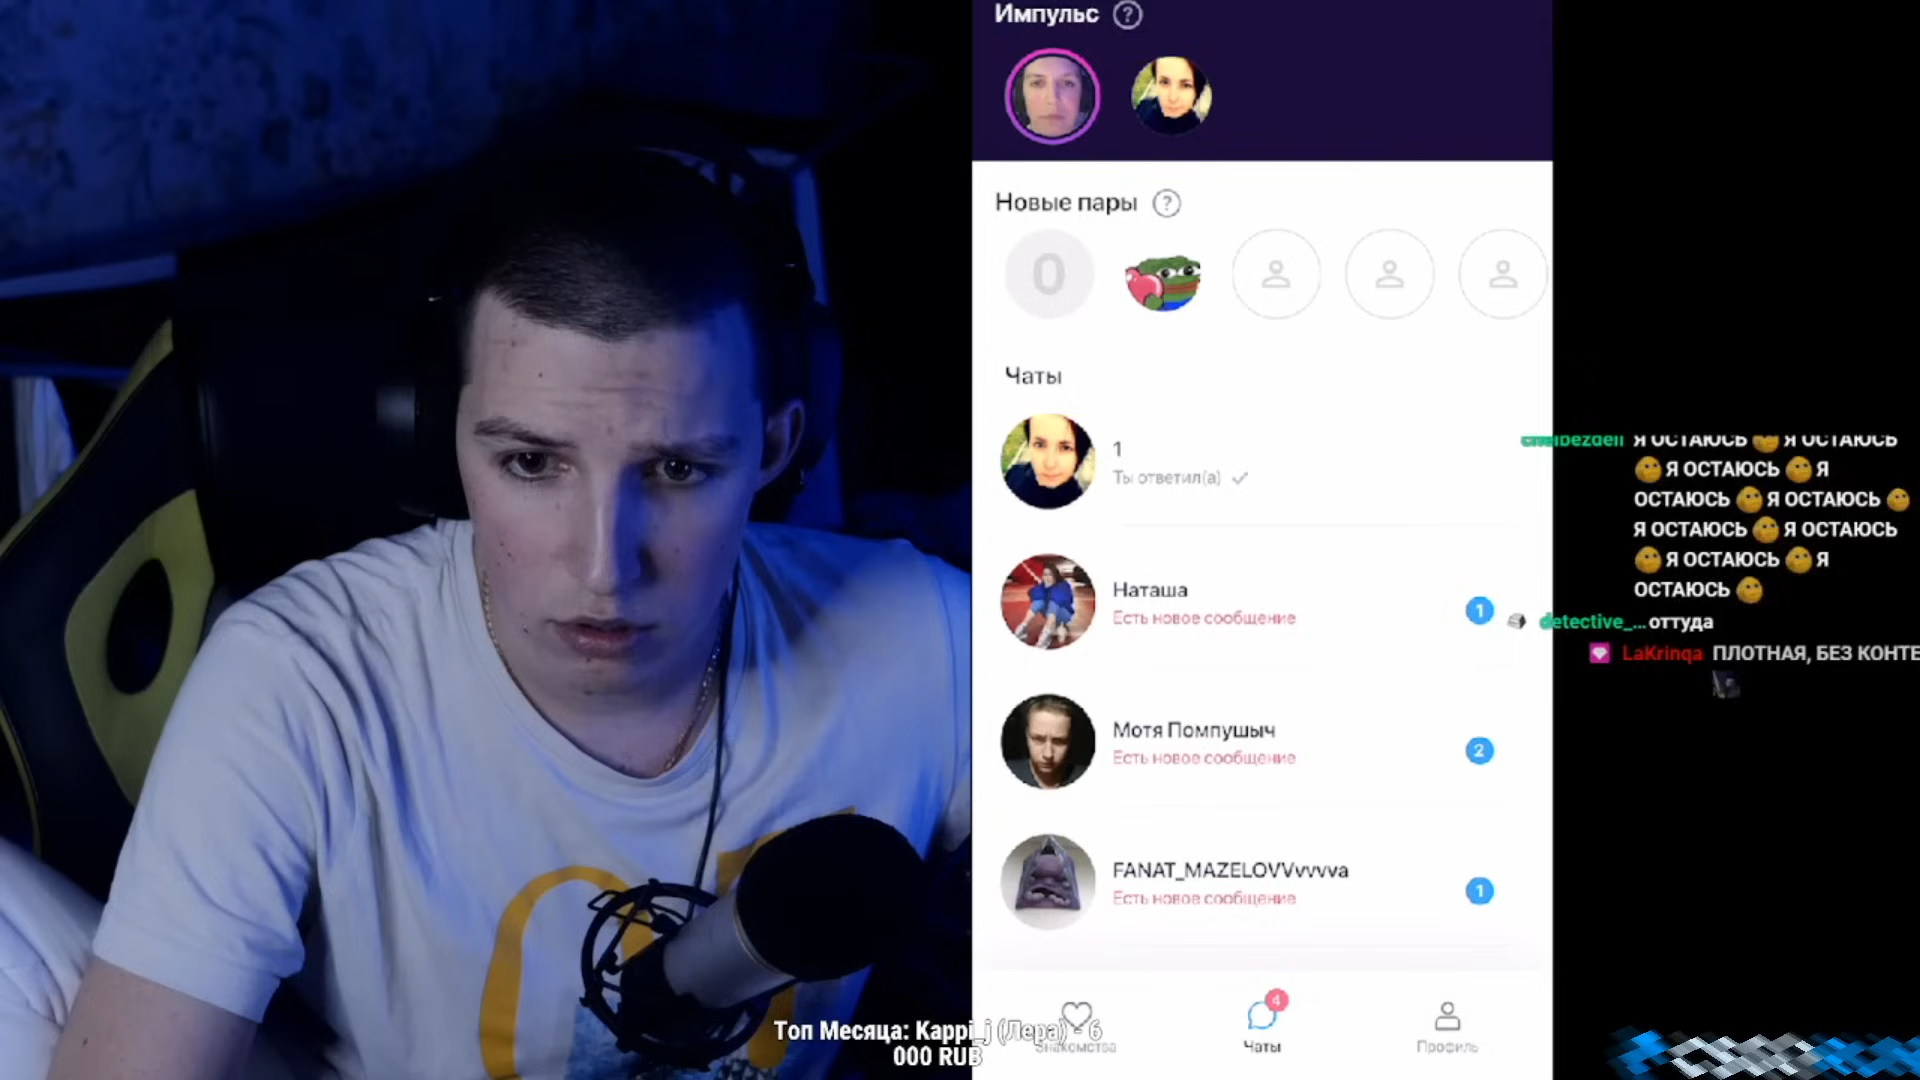 Импульс
Новые пары
0
Чаты
1
Ты ответил(а)
Наташа
Есть новое сообщение
1
Мотя Помпушыч
Есть новое сообщение
2
FANAT_MAZELOVVvvvva
Есть новое сообщение
1
4
Знакомства
Чаты
Профиль
Топ Месяца: Kappi_j (Лера) - 6
000 RUB
Я ОСТАЮСЬ Я ОСТАЮСЬ
Я ОСТАЮСЬ Я
ОСТАЮСЬ Я ОСТАЮСЬ
Я ОСТАЮСЬ Я ОСТАЮСЬ
Я ОСТАЮСЬ Я
ОСТАЮСЬ
detective_... оттуда
LaKrinqa ПЛОТНАЯ, БЕЗ КОНТЕ